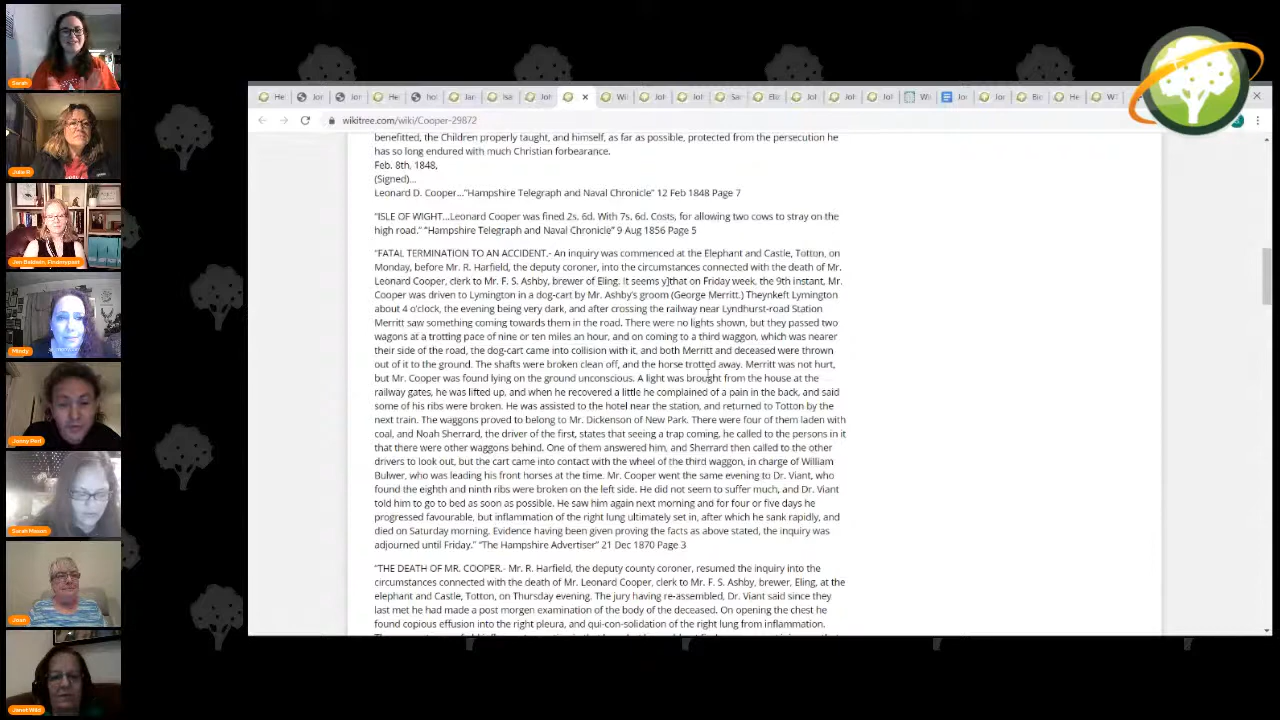 Sarah
Julie R
Jen Baldwin, Findmypast
Mindy
Jonny Perl
Sarah Mason
Joan
Janet Wild
wikitree.com/wiki/Cooper-29872
benefitted, the Children properly taught, and himself, as far as possible, protected from the persecution he
has so long endured with much Christian forbearance.
Feb. 8th, 1848,
(Signed)...
Leonard D. Cooper..."Hampshire Telegraph and Naval Chronicle" 12 Feb 1848 Page 7
"ISLE OF WIGHT...Leonard Cooper was fined 2s, 6d. With 7s, 6d. Costs, for allowing two cows to stray on the
high road." "Hampshire Telegraph and Naval Chronicle" 9 Aug 1856 Page 5
"FATAL TERMINATION TO AN ACCIDENT.- An inquiry was commenced at the Elephant and Castle, Totton, on
Monday, before Mr. R. Harfield, the deputy coroner, into the circumstances connected with the death of Mr.
Leonard Cooper, clerk to Mr. F. S. Ashby, brewer of Eling. It seems y]that on Friday week, the 9th instant, Mr.
Cooper was driven to Lymington in a dog-cart by Mr. Ashby's groom (George Merritt.) Theynkeft Lymington
about 4 o'clock, the evening being very dark, and after crossing the railway near Lyndhurst-road Station
Merritt saw something coming towards them in the road. There were no lights shown, but they passed two
wagons at a trotting pace of nine or ten miles an hour, and on coming to a third waggon, which was nearer
their side of the road, the dog-cart came into collision with it, and both Merritt and deceased were thrown
out of it to the ground. The shafts were broken clean off, and the horse trotted away. Merritt was not hurt,
but Mr. Cooper was found lying on the ground unconscious. A light was brought from the house at the
railway gates, he was lifted up, and when he recovered a little he complained of a pain in the back, and said
some of his ribs were broken. He was assisted to the hotel near the station, and returned to Totton by the
next train. The waggons proved to belong to Mr. Dickenson of New Park. There were four of them laden with
coal, and Noah Sherrard, the driver of the first, states that seeing a trap coming, he called to the persons in it
that there were other waggons behind. One of them answered him, and Sherrard then called to the other
drivers to look out, but the cart came into contact with the wheel of the third waggon, in charge of William
Bulwer, who was leading his front horses at the time. Mr. Cooper went the same evening to Dr. Viant, who
found the eighth and ninth ribs were broken on the left side. He did not seem to suffer much, and Dr. Viant
told him to go to bed as soon as possible. He saw him again next morning and for four or five days he
progressed favourable, but inflammation of the right lung ultimately set in, after which he sank rapidly, and
died on Saturday morning. Evidence having been given proving the facts as above stated, the inquiry was
adjourned until Friday." "The Hampshire Advertiser" 21 Dec 1870 Page 3
"THE DEATH OF MR. COOPER.- Mr. R. Harfield, the deputy county coroner, resumed the inquiry into the
circumstances connected with the death of Mr. Leonard Cooper, clerk to Mr. F. S. Ashby, brewer, Eling, at the
elephant and Castle, Totton, on Thursday evening. The jury having re-assembled, Dr. Viant said since they
last met he had made a post morgen examination of the body of the deceased. On opening the chest he
found copious effusion into the right pleura, and qui-con-solidation of the right lung from inflammation.